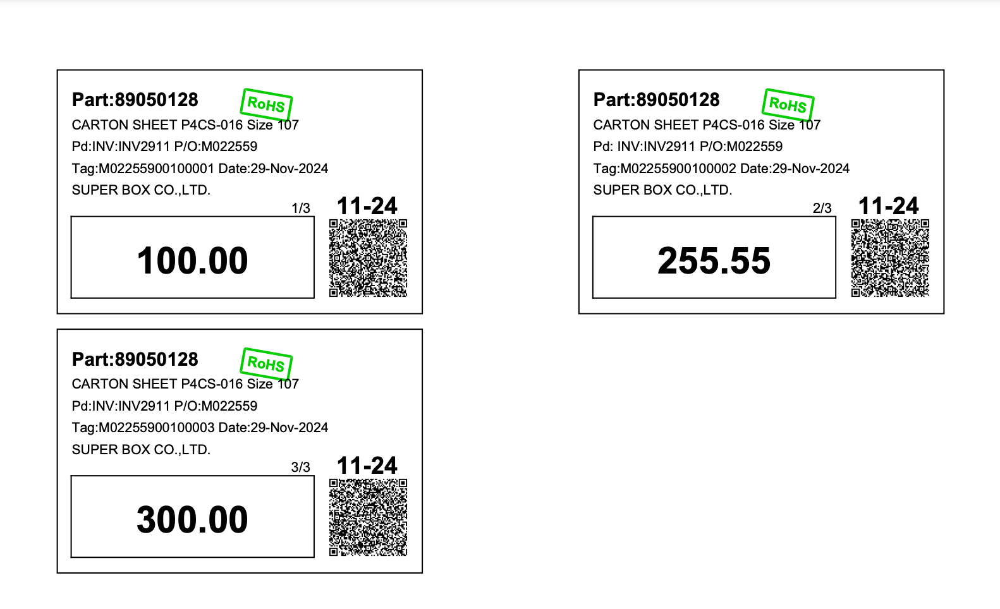 Part:89050128 RoHS
CARTON SHEET P4CS-016 Size 107
Pd:INV:INV2911 P/O:M022559
Tag:M02255900100001 Date:29-Nov-2024
SUPER BOX CO.,LTD.
1/3 11-24
100.00
Part:89050128 RoHS
CARTON SHEET P4CS-016 Size 107
Pd: INV:INV2911 P/O:M022559
Tag:M02255900100002 Date:29-Nov-2024
SUPER BOX CO.,LTD.
2/3 11-24
255.55
Part:89050128 RoHS
CARTON SHEET P4CS-016 Size 107
Pd:INV:INV2911 P/O:M022559
Tag:M02255900100003 Date:29-Nov-2024
SUPER BOX CO.,LTD.
3/3 11-24
300.00